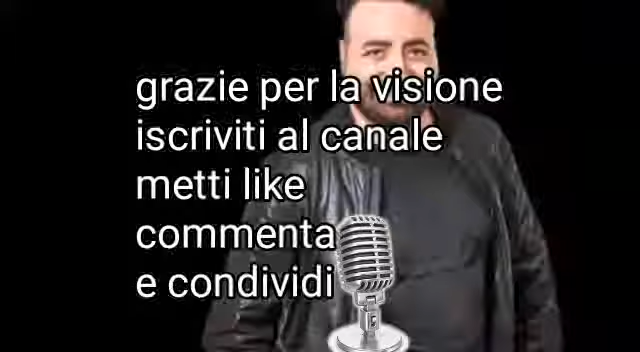 grazie per la visione
iscriviti al canale
metti like
commenta
e condividi